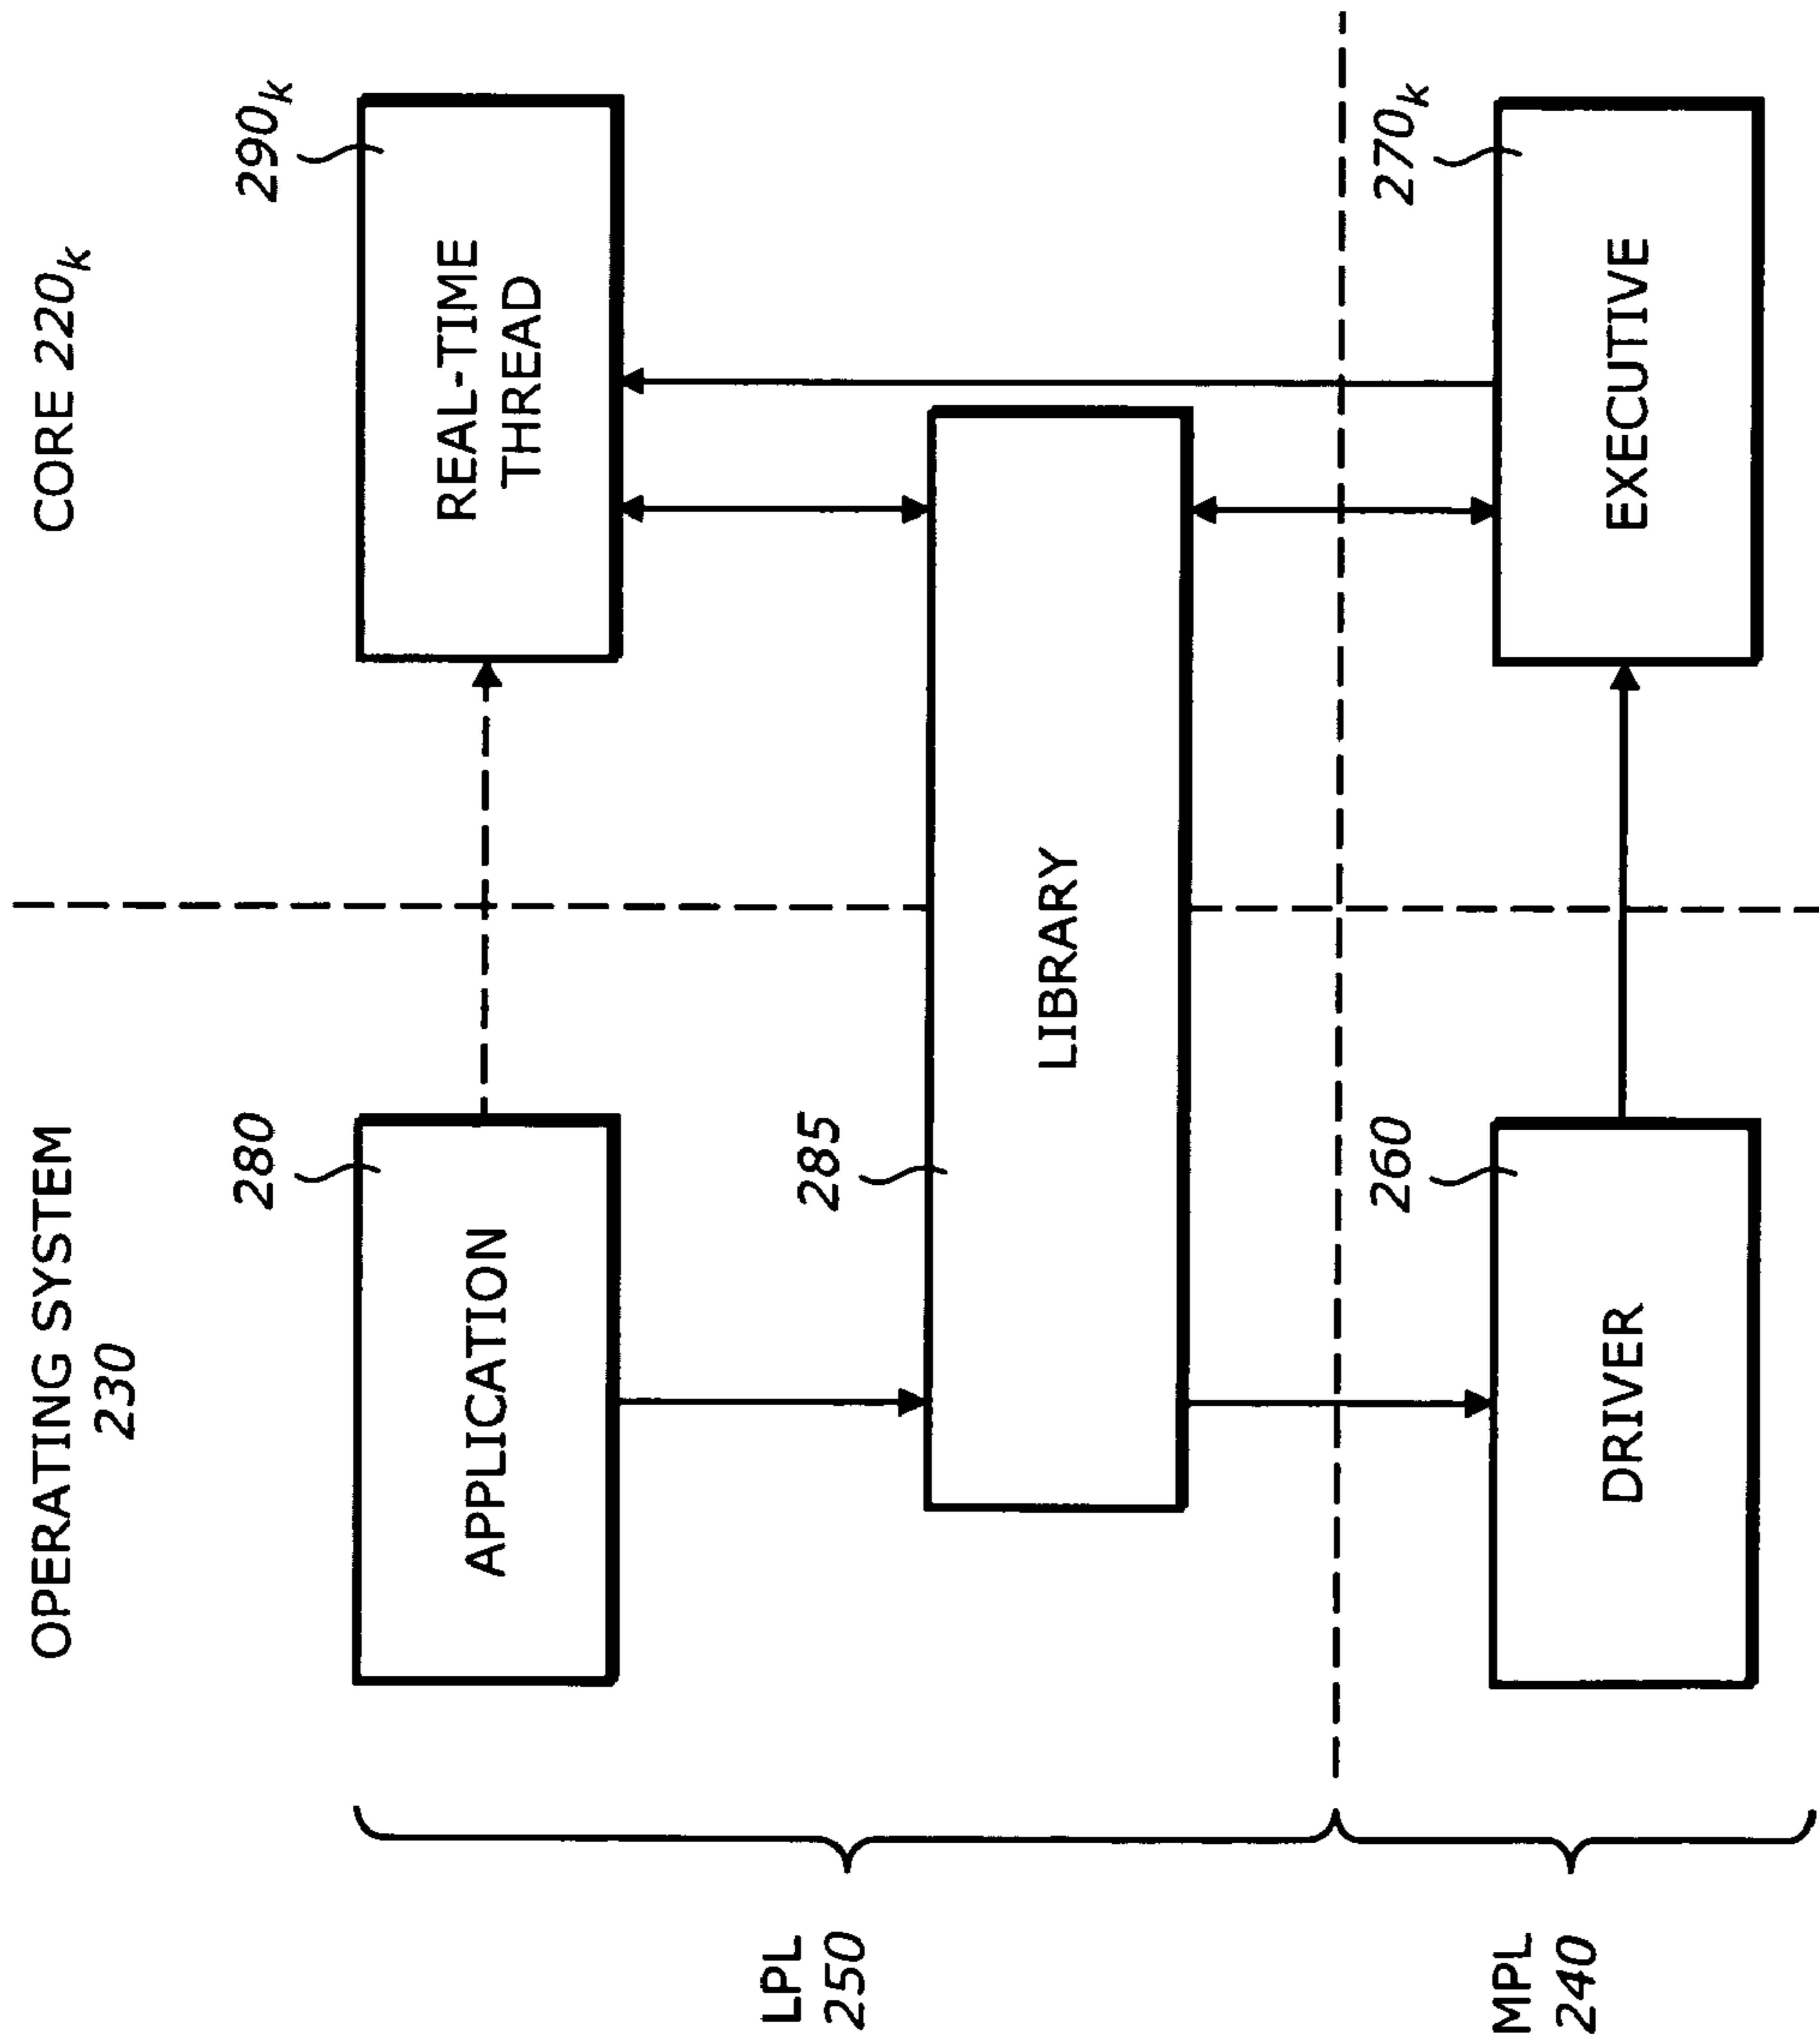 OPERATING SYSTEM
230
CORE 220k
280
APPLICATION
290k
REAL-TIME
THREAD
LPL
250
285
LIBRARY
MPL
240
260
DRIVER
270k
EXECUTIVE